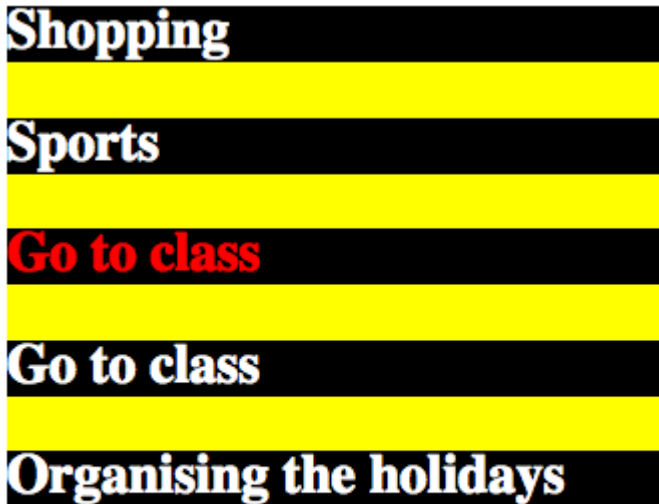 Shopping
Sports
Go to class
Go to class
Organising the holidays